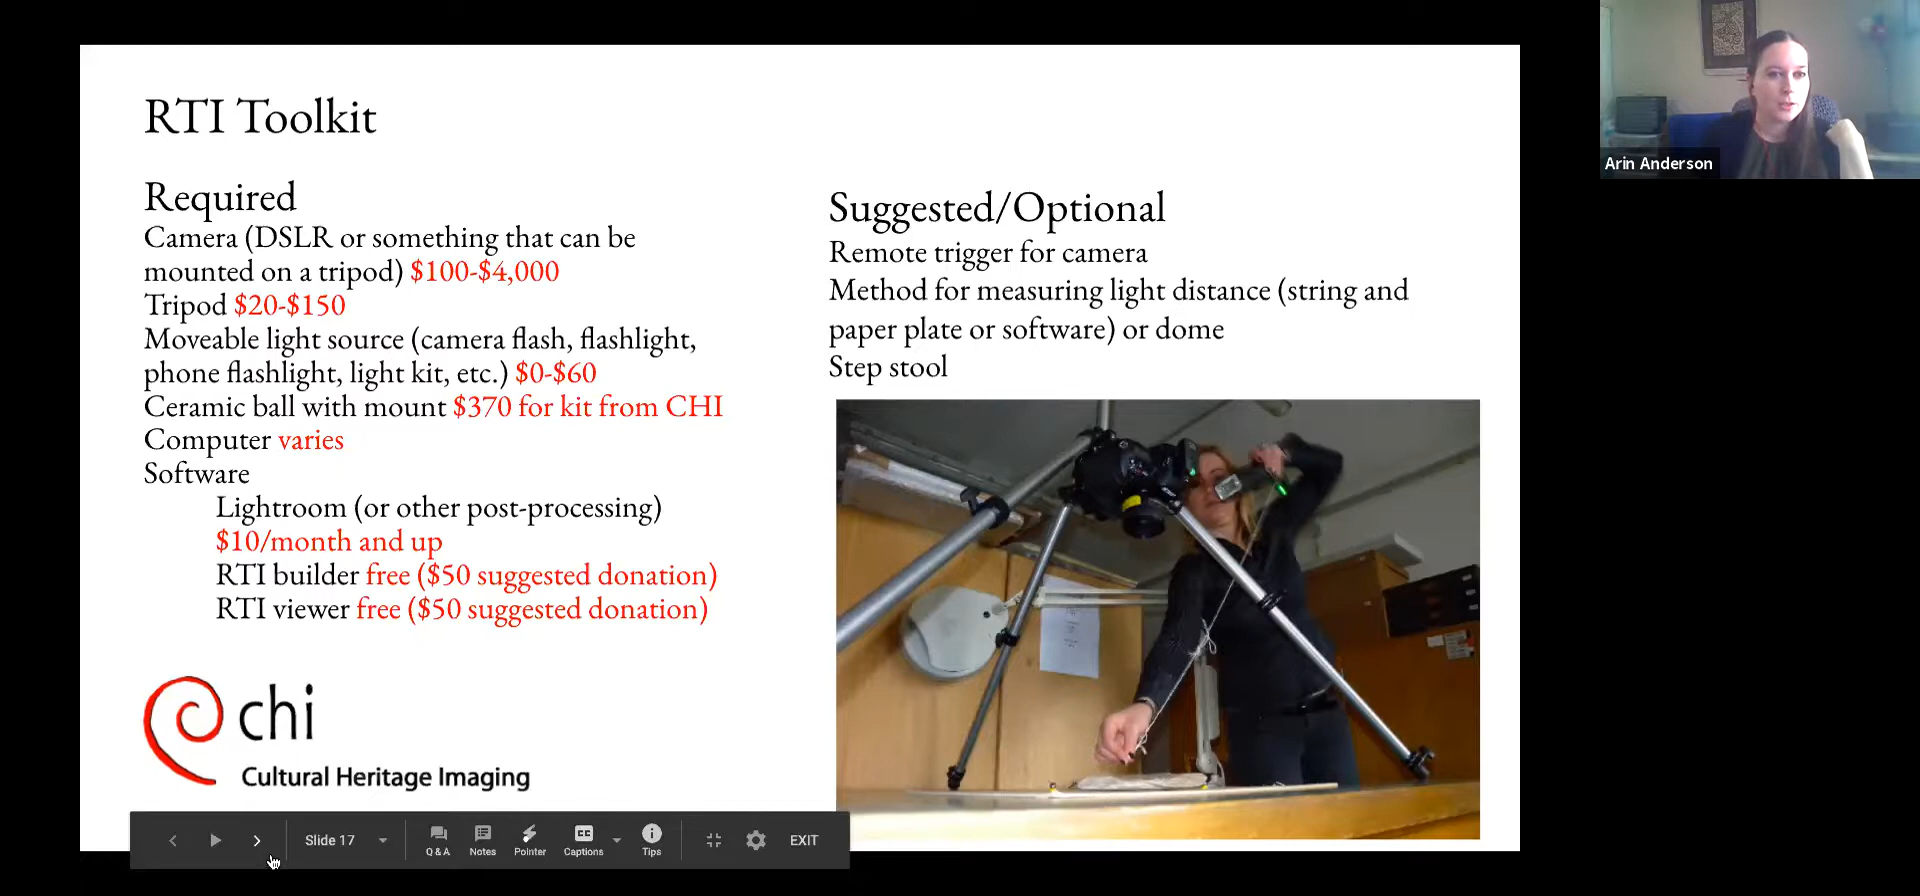 RTI Toolkit
Required
Camera (DSLR or something that can be
mounted on a tripod) $100-$4,000
Tripod $20-$150
Moveable light source (camera flash, flashlight,
phone flashlight, light kit, etc.) $0-$60
Ceramic ball with mount $370 for kit from CHI
Computer varies
Software
Lightroom (or other post-processing)
$10/month and up
RTI builder free ($50 suggested donation)
RTI viewer free ($50 suggested donation)
chi
Cultural Heritage Imaging
Suggested/Optional
Remote trigger for camera
Method for measuring light distance (string and
paper plate or software) or dome
Step stool
Arin Anderson
Slide 17
Q & A
Notes
Pointer
CC
Captions
Tips
EXIT